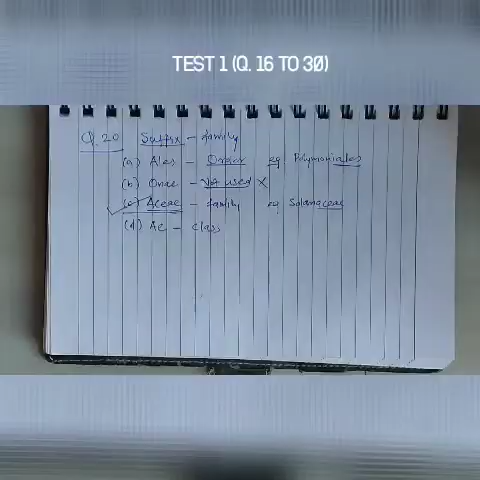 TEST 1 (Q. 16 TO 30)
Q. 20 Suffix - family
(a) Ales - Order eg Polymoniales
(b) Onae - Not used X
(c) Aceae - family eg Solanaceae
(d) Ae - Class